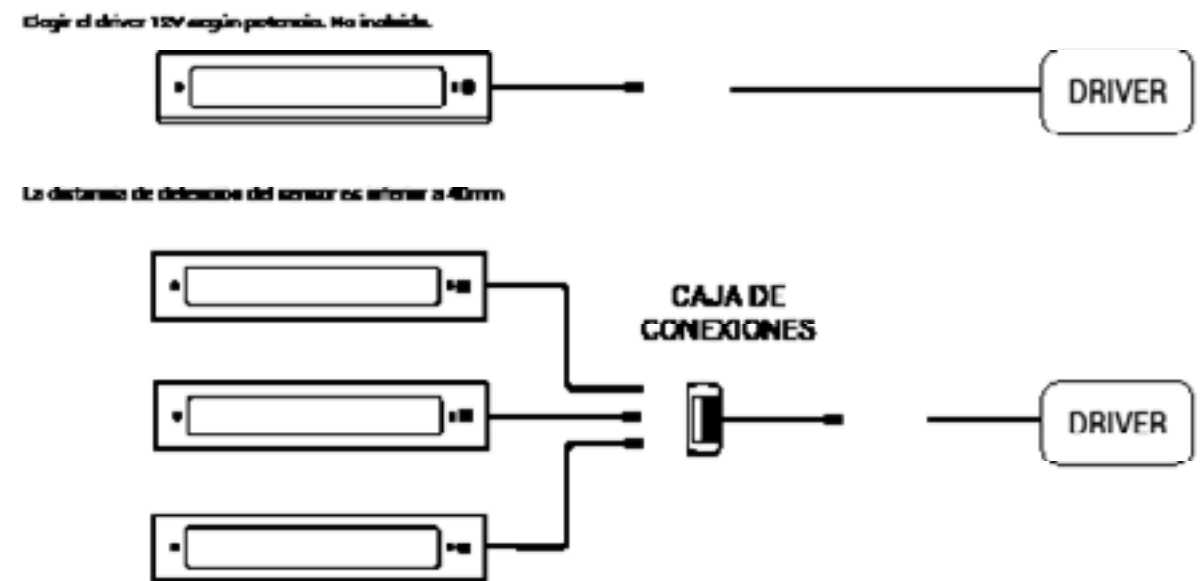 Elegir el driver 12V según potencia. No incluido.
DRIVER
La distancia de detección del sensor es inferior a 40mm
CAJA DE
CONEXIONES
DRIVER